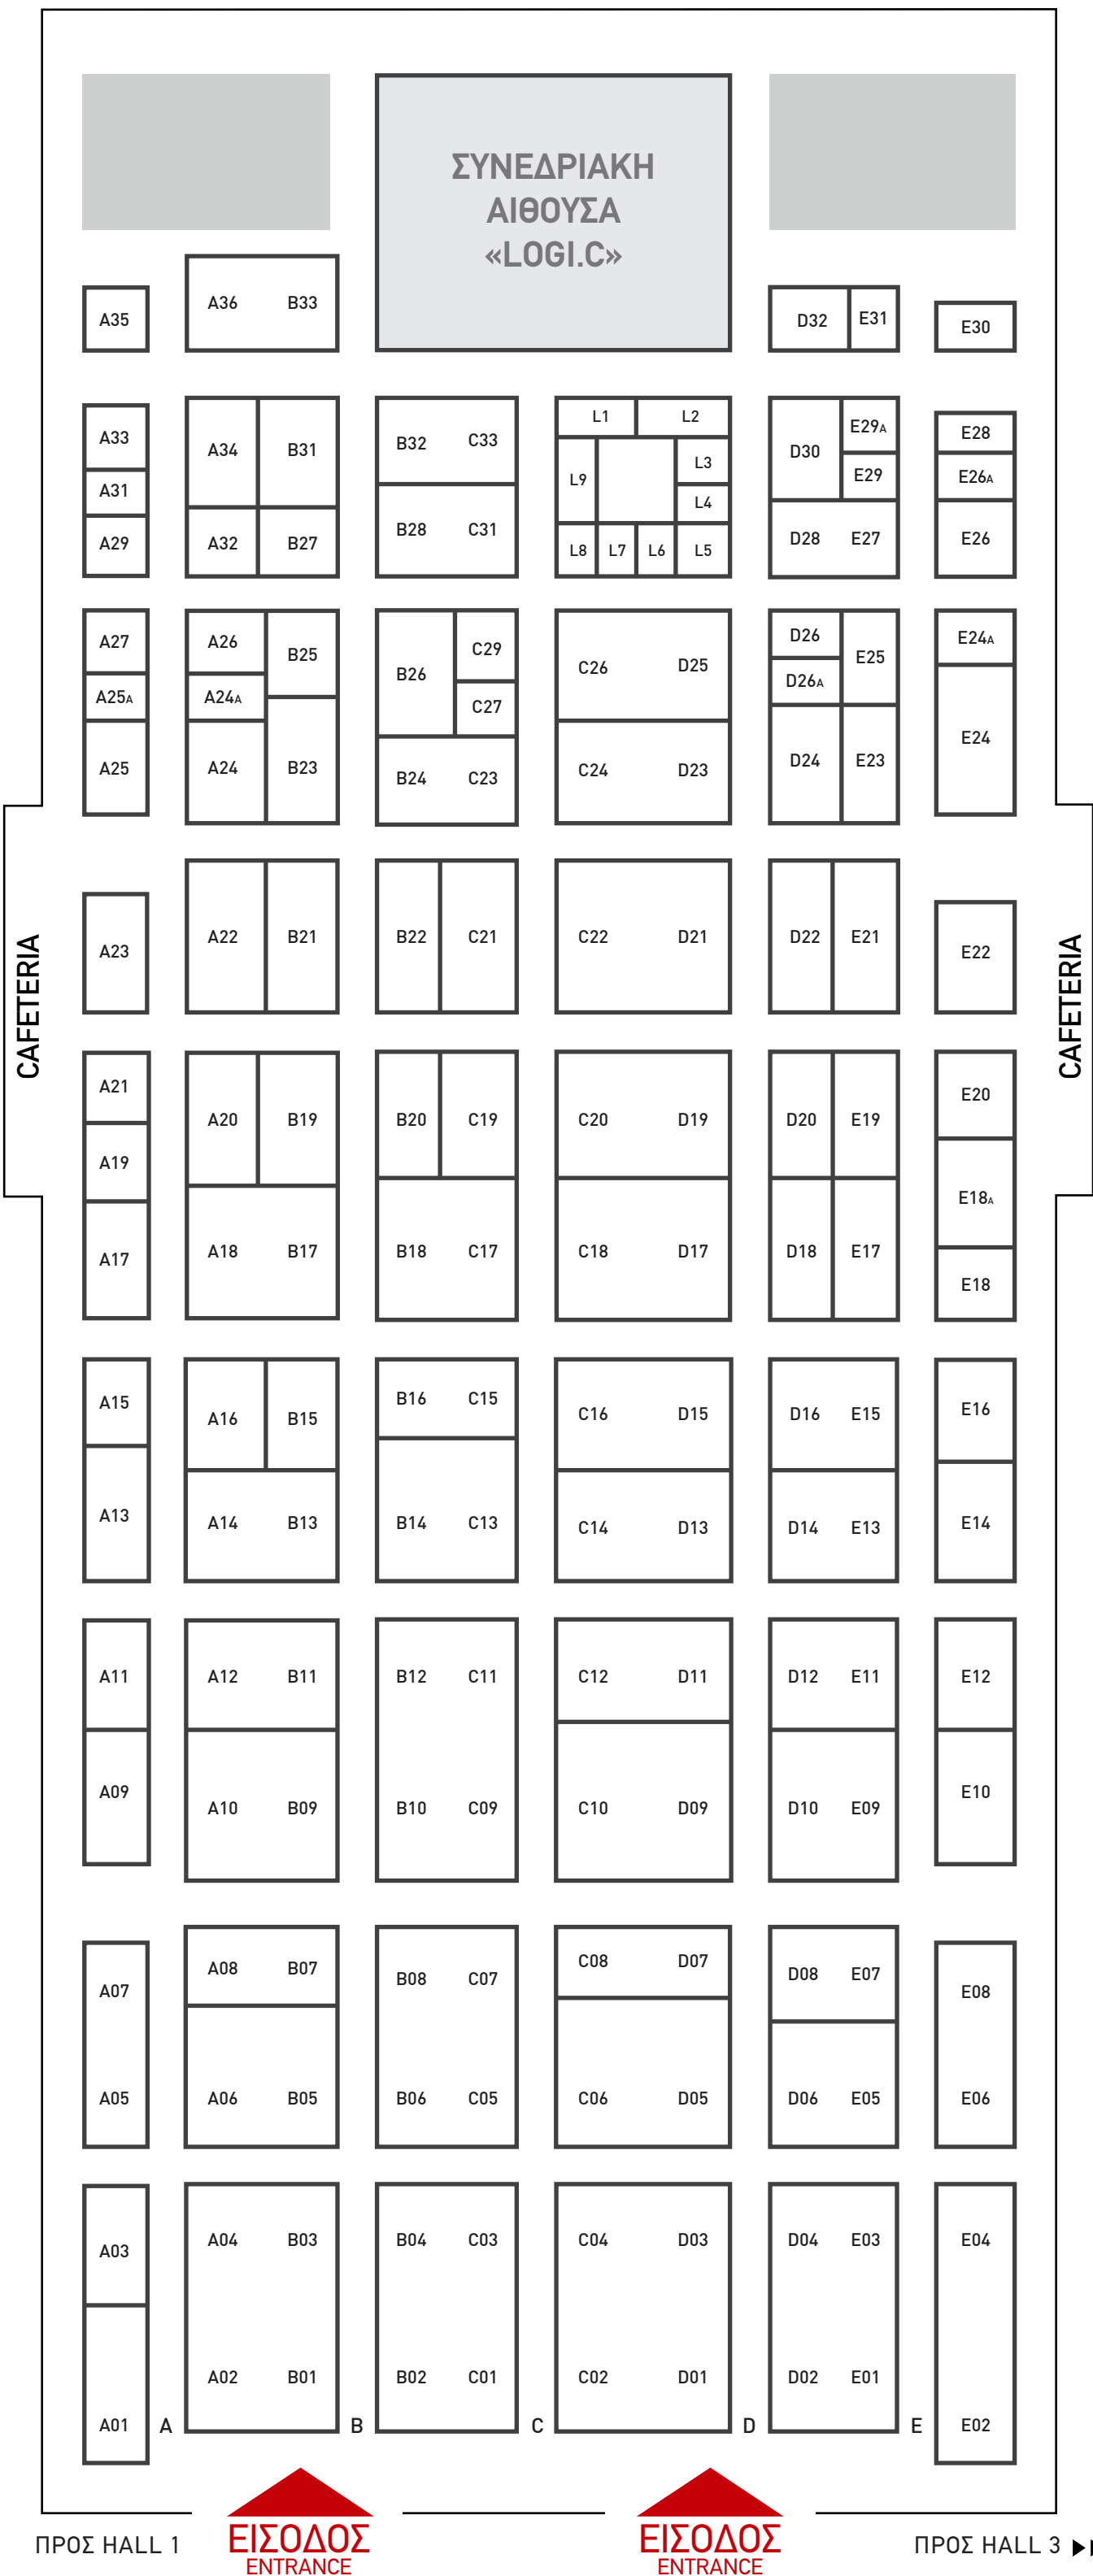 ΣΥΝΕΔΡΙΑΚΗ
ΑΙΘΟΥΣΑ
«LOGI.C»
A35
A36 B33
D32 E31
E30
A33
A31
A29
A34 B31
A32 B27
B32 C33
B28 C31
L1 L2
L3
L9
L4
L8 L7 L6 L5
D30
E29A
E29
D28 E27
E28
E26A
E26
A27
A25A
A25
A26
A24A
A24
B25
B23
B26
C29
C27
B24 C23
C26 D25
C24 D23
D26
D26A
D24
E25
E23
E24A
E24
CAFETERIA
A23
A22 B21
B22 C21
C22 D21
D22 E21
E22
CAFETERIA
A21
A19
A17
A20 B19
A18 B17
B20 C19
B18 C17
C20 D19
C18 D17
D20 E19
D18 E17
E20
E18A
E18
A15
A13
A16 B15
A14 B13
B16 C15
B14 C13
C16 D15
C14 D13
D16 E15
D14 E13
E16
E14
A11
A09
A12 B11
A10 B09
B12 C11
B10 C09
C12 D11
C10 D09
D12 E11
D10 E09
E12
E10
A07
A05
A08 B07
A06 B05
B08 C07
B06 C05
C08 D07
C06 D05
D08 E07
D06 E05
E08
E06
A03
A01
A04 B03
A02 B01
B04 C03
B02 C01
C04 D03
C02 D01
D04 E03
D02 E01
E04
E02
A B C D E
ΠΡΟΣ HALL 1
ΕΙΣΟΔΟΣ
ENTRANCE
ΕΙΣΟΔΟΣ
ENTRANCE
ΠΡΟΣ HALL 3